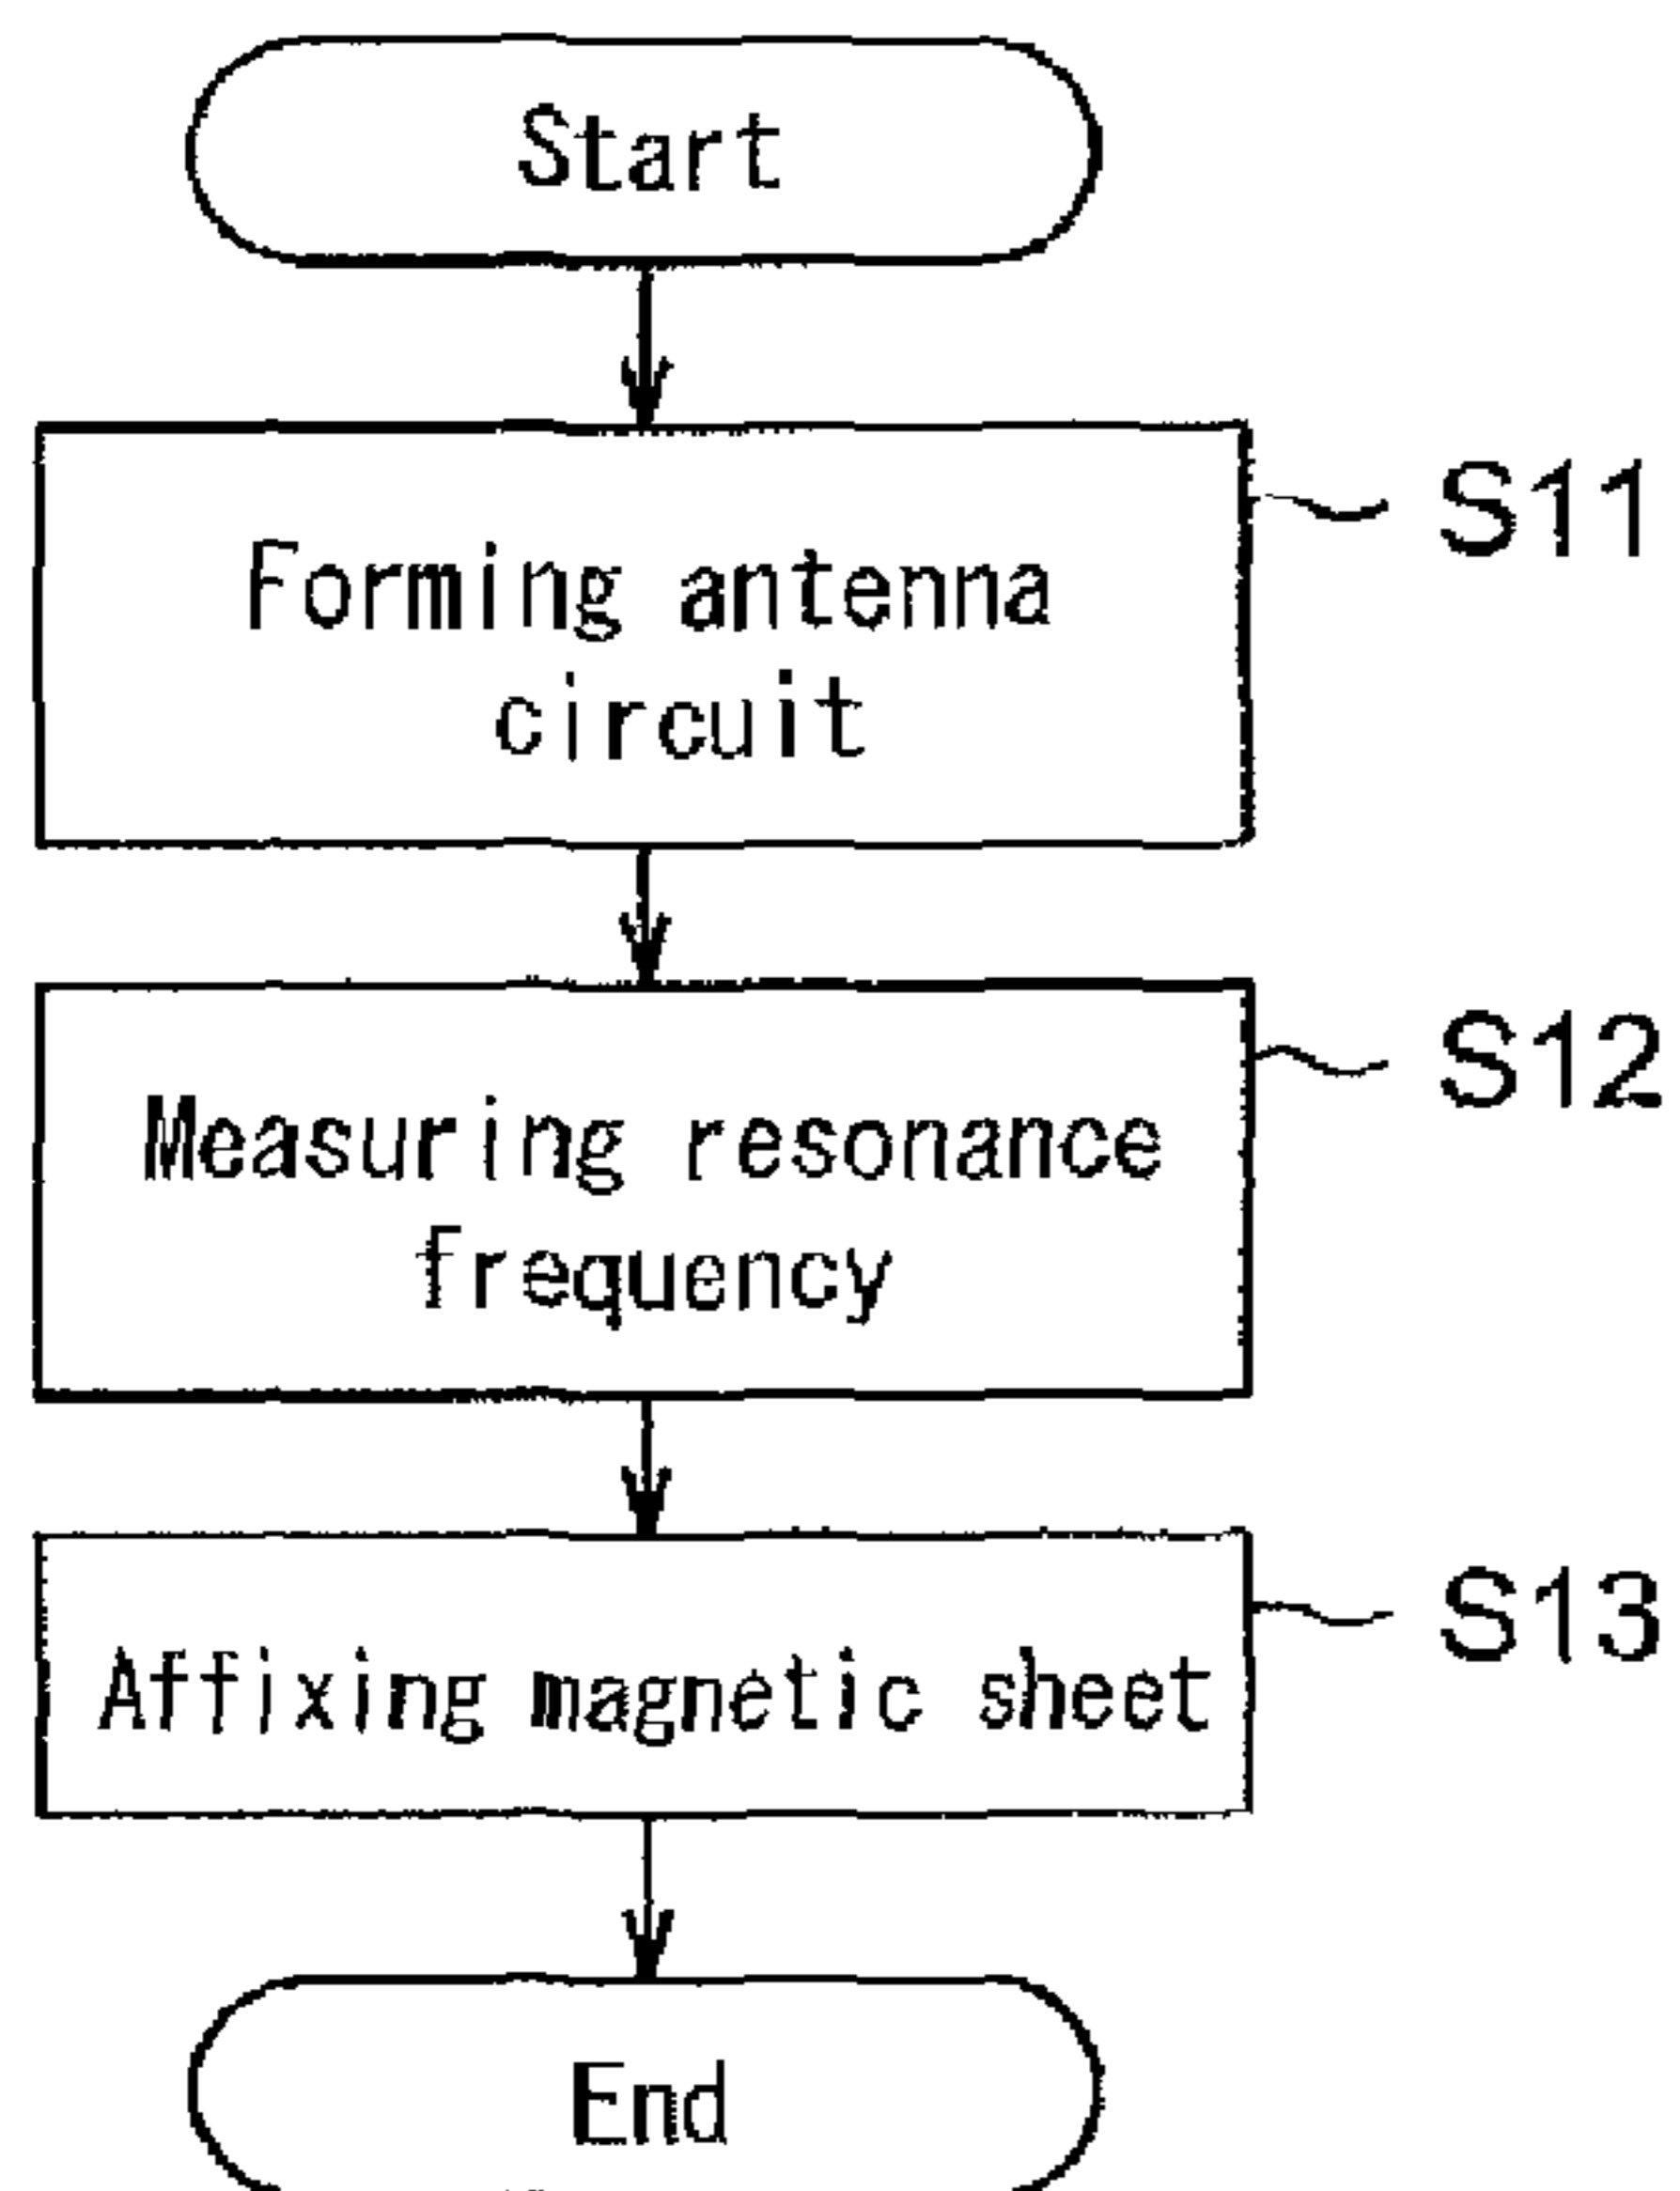 Start
S11
Forming antenna
circuit
S12
Measuring resonance
frequency
S13
Affixing magnetic sheet
End